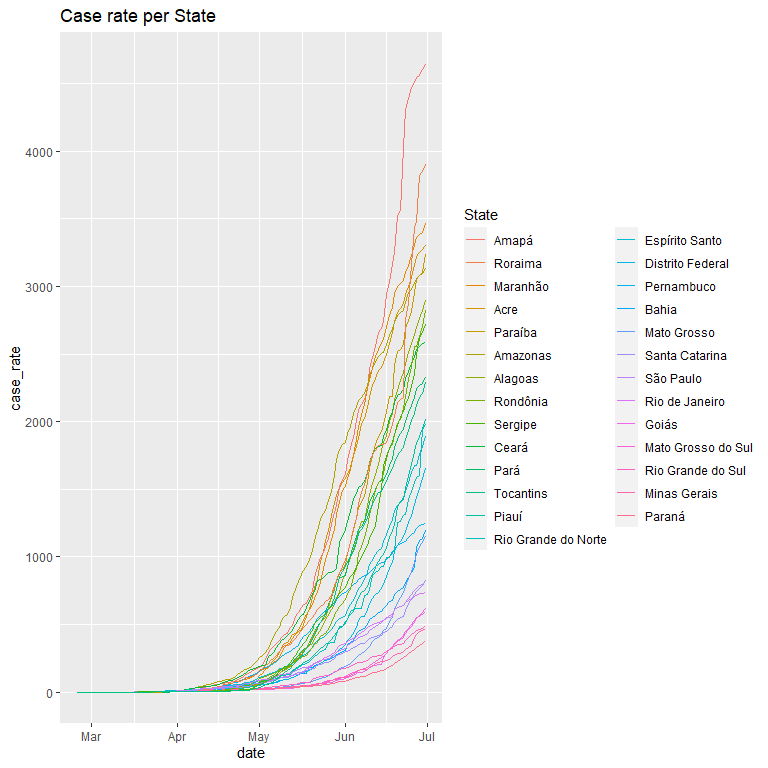 Case rate per State
4000
3000
2000
1000
0
case_rate
Mar
Apr
May
Jun
Jul
date
State
Amapá
Roraima
Maranhão
Acre
Paraíba
Amazonas
Alagoas
Rondônia
Sergipe
Ceará
Pará
Tocantins
Piauí
Rio Grande do Norte
Espírito Santo
Distrito Federal
Pernambuco
Bahia
Mato Grosso
Santa Catarina
São Paulo
Rio de Janeiro
Goiás
Mato Grosso do Sul
Rio Grande do Sul
Minas Gerais
Paraná